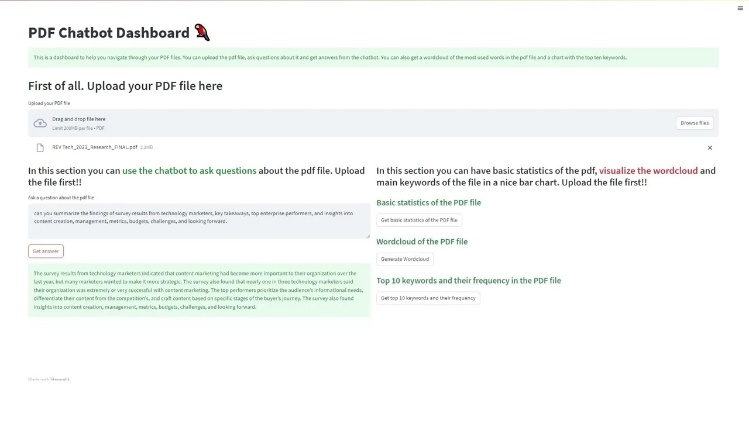 PDF Chatbot Dashboard
This is a dashboard to help you navigate through your PDF files. You can upload the pdf file, ask questions about it and get answers from the chatbot. You can also get a wordcloud of the most used words in the pdf file and a chart with the top ten keywords.
First of all. Upload your PDF file here
Upload your PDF file
Drag and drop file here
Limit 200MB per file • PDF
Browse files
REV Tech_2023_Research_FINAL.pdf
In this section you can use the chatbot to ask questions about the pdf file. Upload
the file first!!
Ask a question about the pdf file
can you summarize the findings of survey results from technology marketers, key takeaways, top enterprise performers, and insights into
content creation, management, metrics, budgets, challenges, and looking forward.
Get answer
The survey results from technology marketers indicated that content marketing had become more important to their organization over the
last year, but many marketers wanted to make it more strategic. The survey also found that nearly one in three technology marketers said
their organisation was extremely or very successful with content marketing. The top performers prioritize the audience's informational needs,
differentiate their content from the competition's, and craft content based on specific stages of the buyer's journey. The survey also found
insights into content creation, management, metrics, budgets, challenges, and looking forward.
In this section you can have basic statistics of the pdf, visualize the wordcloud and
main keywords of the file in a nice bar chart. Upload the file first!!
Basic statistics of the PDF file
Get basic statistics of the PDF file
Wordcloud of the PDF file
Generate Wordcloud
Top 10 keywords and their frequency in the PDF file
Get top 10 keywords and their frequency